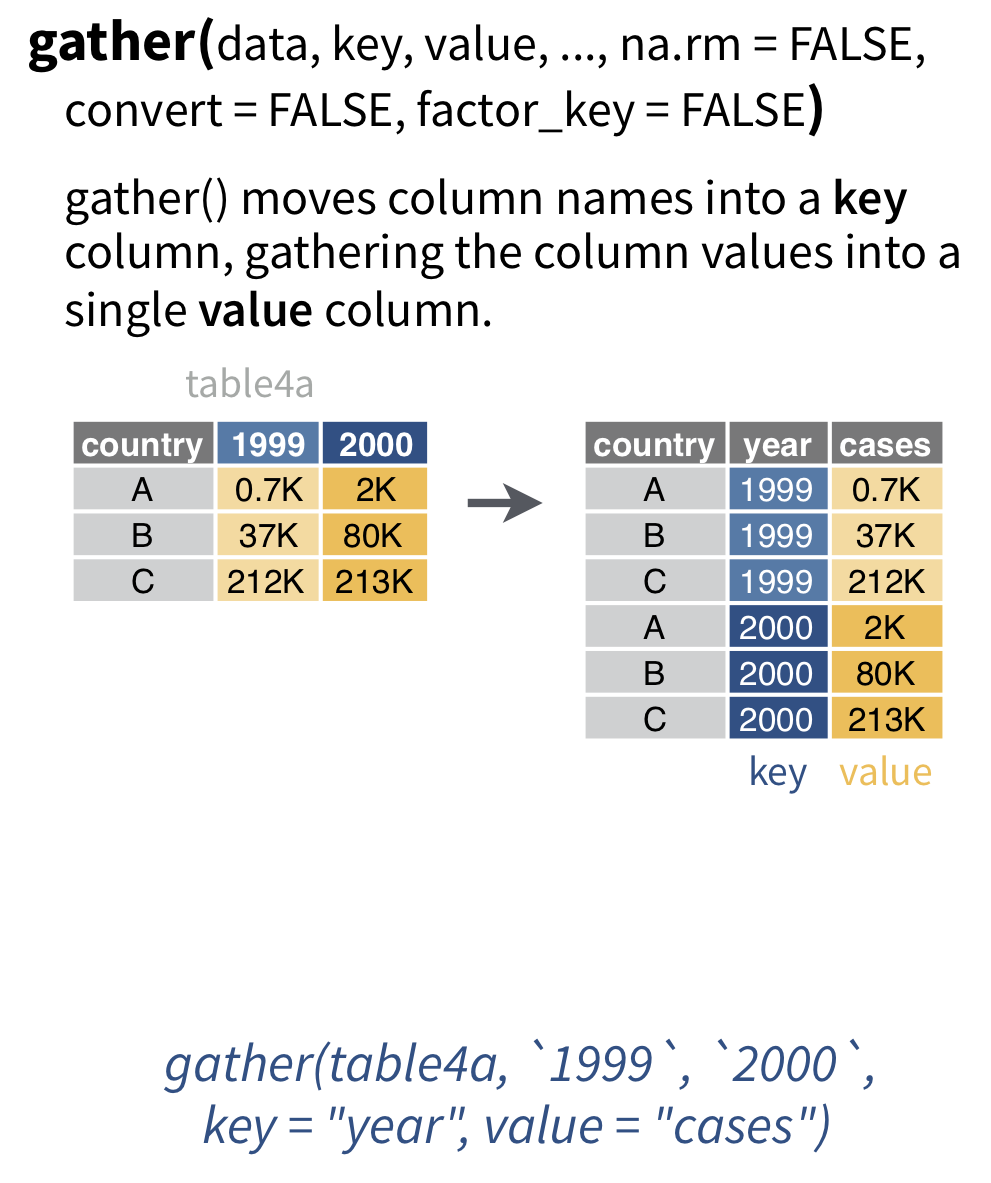 gather(data, key, value, ..., na.rm = FALSE,
convert = FALSE, factor_key = FALSE)
gather() moves column names into a key
column, gathering the column values into a
single value column.
table4a
country 1999 2000
A 0.7K 2K
B 37K 80K
C 212K 213K
country year cases
A 1999 0.7K
B 1999 37K
C 1999 212K
A 2000 2K
B 2000 80K
C 2000 213K
key value
gather(table4a, `1999`, `2000`,
key = "year", value = "cases")